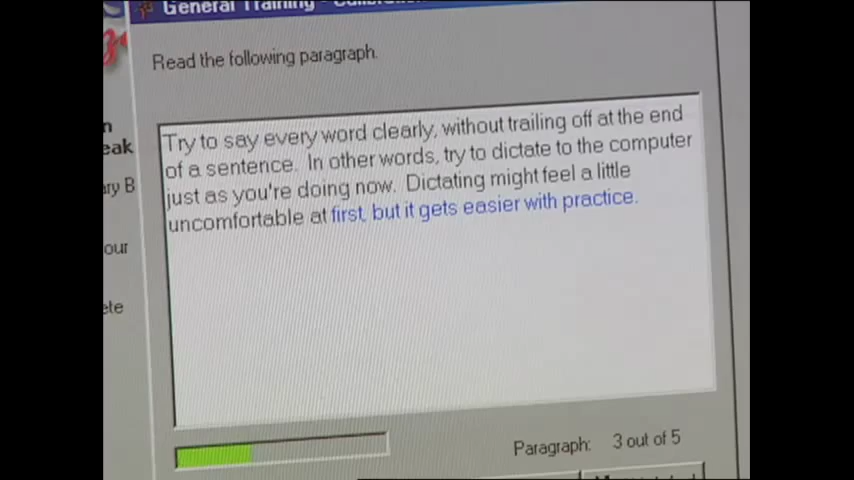 General Training -
Read the following paragraph.
Try to say every word clearly, without trailing off at the end
of a sentence. In other words, try to dictate to the computer
just as you're doing now. Dictating might feel a little
uncomfortable at first, but it gets easier with practice.
Paragraph: 3 out of 5